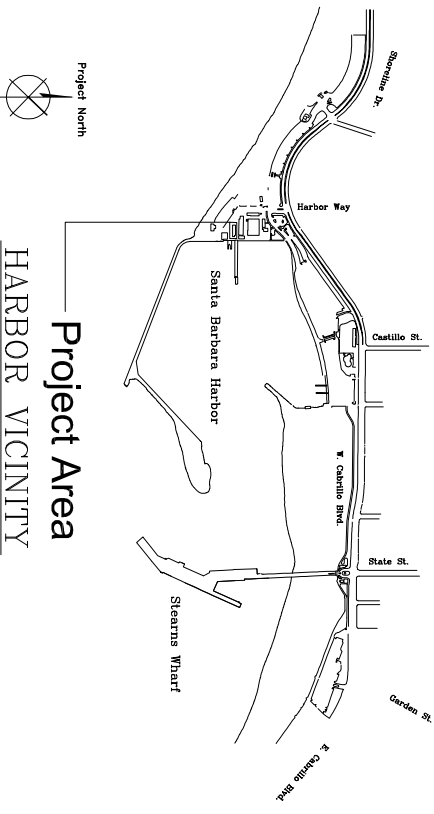 Shoreline Dr.
Project North
Harbor Way
Castillo St.
Santa Barbara Harbor
Project Area
HARBOR VICINITY
W. Cabrillo Blvd.
State St.
Stearns Wharf
Garden St.
E. Cabrillo Blvd.